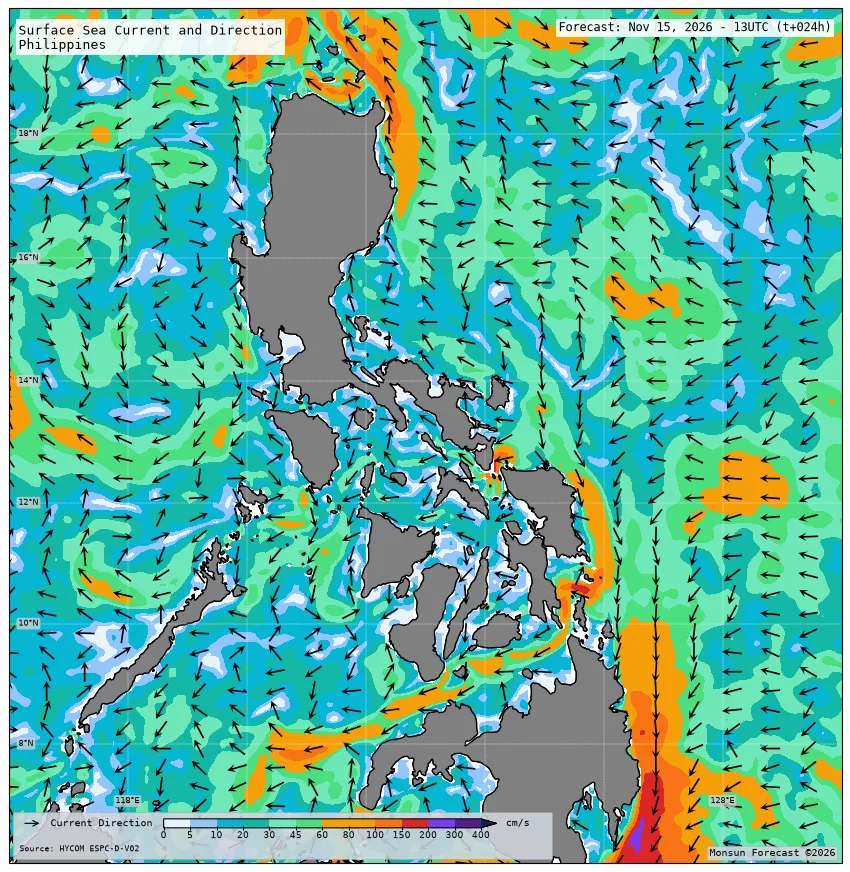 Surface Sea Current and Direction
Philippines
Forecast: Nov 15, 2026 - 13UTC (t+024h)
18°N
16°N
14°N
12°N
10°N
8°N
118°E
128°E
Current Direction
0 5 10 20 30 45 60 80 100 150 200 300 400 cm/s
Source: HYCOM ESPC-D-V02
Monsun Forecast ©2026